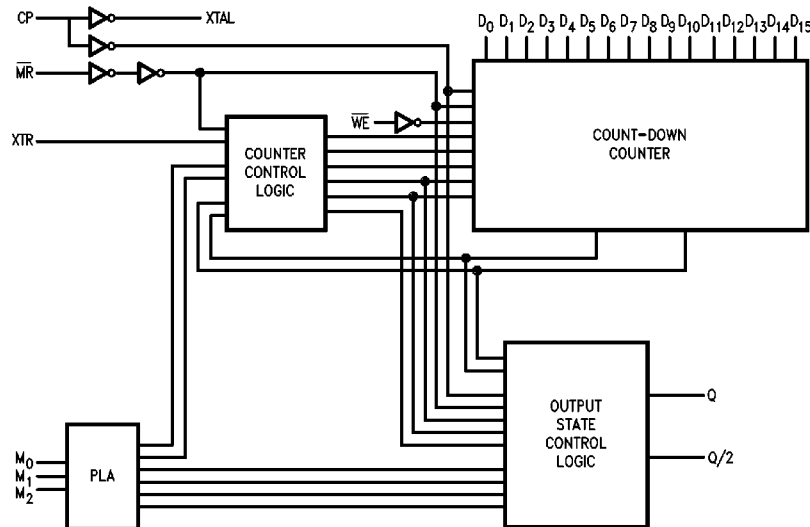 CP
XTAL
D0 D1 D2 D3 D4 D5 D6 D7 D8 D9 D10 D11 D12 D13 D14 D15
MR
WE
XTR
COUNTER
CONTROL
LOGIC
COUNT-DOWN
COUNTER
OUTPUT
STATE
CONTROL
LOGIC
Q
Q/2
M0
M1
M2
PLA